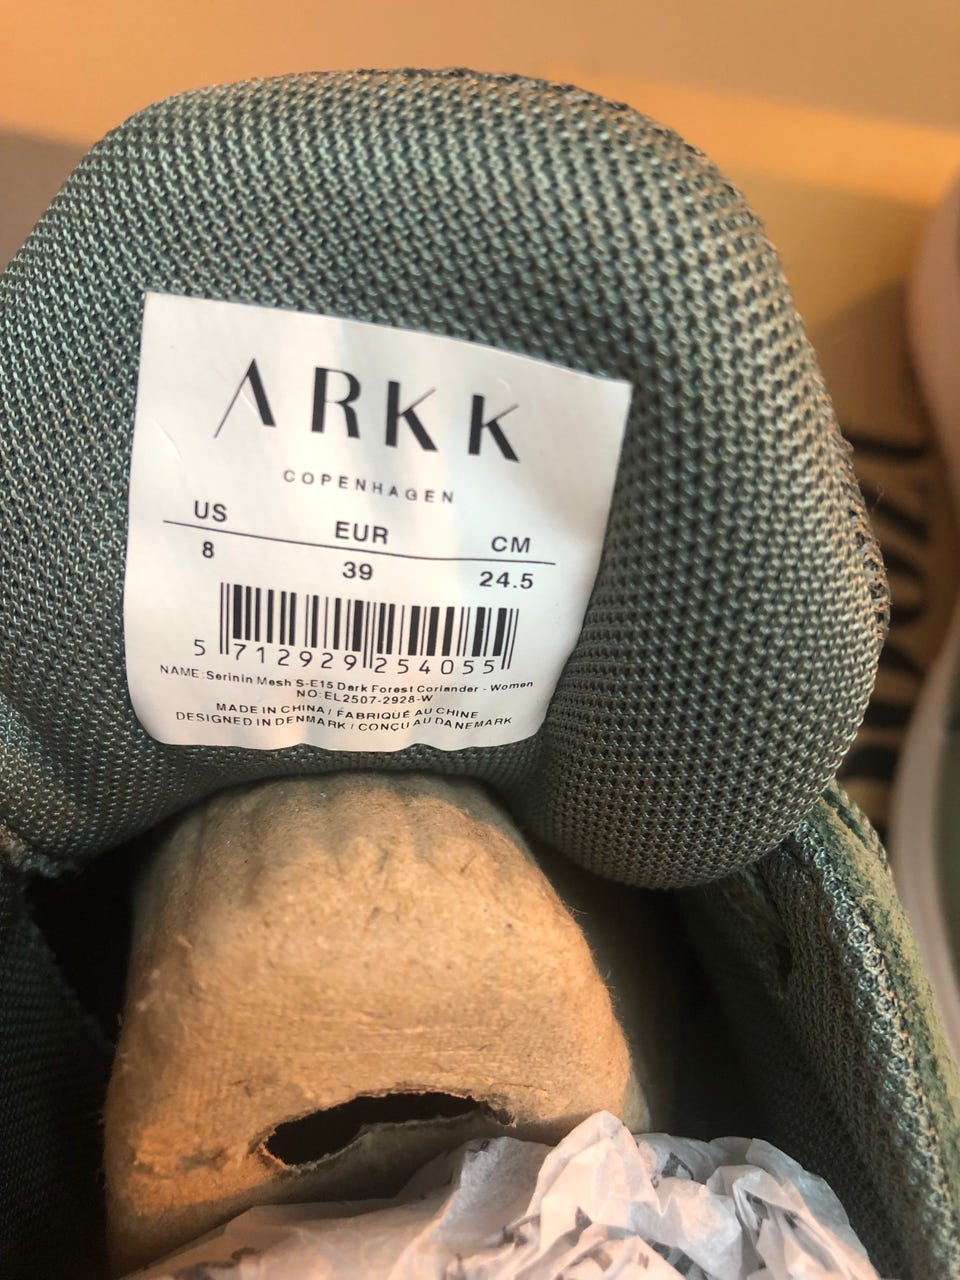 ARKK
COPENHAGEN
US EUR CM
8 39 24.5
5 712929 254055
NAME:Serinin Mesh S-E15 Dark Forest Coriander - Women
NO:EL2507-2928-W
MADE IN CHINA / FABRIQUÉ AU CHINE
DESIGNED IN DENMARK / CONÇU AU DANEMARK